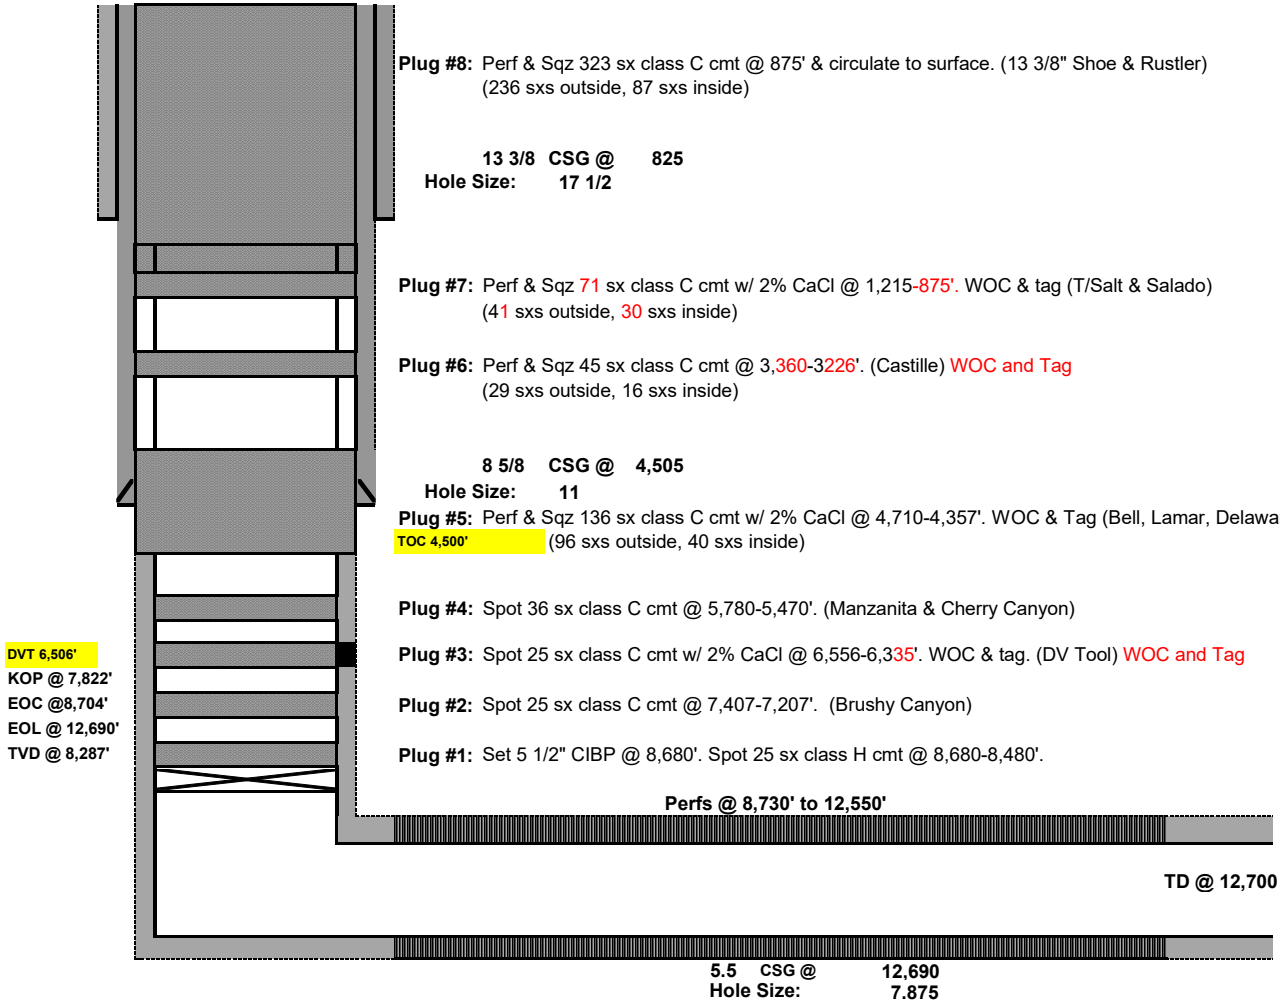 Plug #8: Perf & Sqz 323 sx class C cmt @ 875' & circulate to surface. (13 3/8" Shoe & Rustler)
(236 sxs outside, 87 sxs inside)
13 3/8 CSG @ 825
Hole Size: 17 1/2
Plug #7: Perf & Sqz 71 sx class C cmt w/ 2% CaCl @ 1,215-875'. WOC & tag (T/Salt & Salado)
(41 sxs outside, 30 sxs inside)
Plug #6: Perf & Sqz 45 sx class C cmt @ 3,360-3226'. (Castille) WOC and Tag
(29 sxs outside, 16 sxs inside)
8 5/8 CSG @ 4,505
Hole Size: 11
Plug #5: Perf & Sqz 136 sx class C cmt w/ 2% CaCl @ 4,710-4,357'. WOC & Tag (Bell, Lamar, Delawa
TOC 4,500' (96 sxs outside, 40 sxs inside)
Plug #4: Spot 36 sx class C cmt @ 5,780-5,470'. (Manzanita & Cherry Canyon)
DVT 6,506' Plug #3: Spot 25 sx class C cmt w/ 2% CaCl @ 6,556-6,335'. WOC & tag. (DV Tool) WOC and Tag
KOP @ 7,822'
EOC @8,704' Plug #2: Spot 25 sx class C cmt @ 7,407-7,207'. (Brushy Canyon)
EOL @ 12,690'
TVD @ 8,287' Plug #1: Set 5 1/2" CIBP @ 8,680'. Spot 25 sx class H cmt @ 8,680-8,480'.
Perfs @ 8,730' to 12,550'
TD @ 12,700
5.5 CSG @ 12,690
Hole Size: 7.875